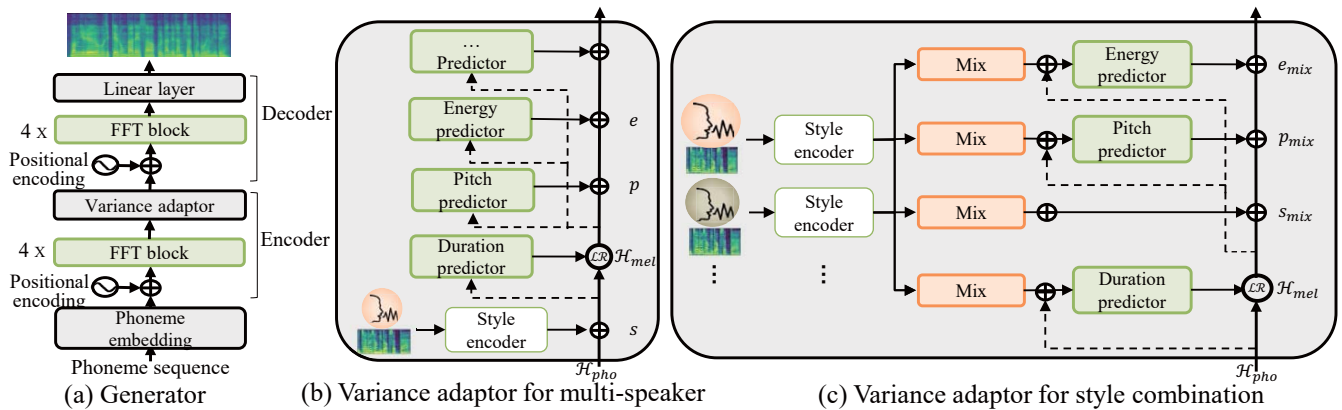 Linear layer
4 x
FFT block
Positional
encoding
Decoder
Variance adaptor
4 x
FFT block
Positional
encoding
Encoder
Phoneme
embedding
Phoneme sequence
(a) Generator
...
Predictor
Energy
predictor
e
Pitch
predictor
p
Duration
predictor
LR
ℋmel
Style
encoder
s
ℋpho
(b) Variance adaptor for multi-speaker
Mix
Energy
predictor
emix
Style
encoder
Mix
Pitch
predictor
pmix
Style
encoder
Mix
smix
Mix
Duration
predictor
LR
ℋmel
ℋpho
(c) Variance adaptor for style combination